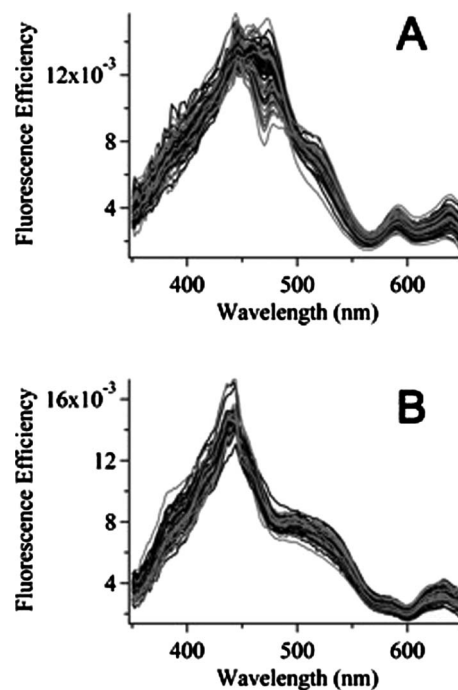 A
Fluorescence Efficiency
12x10-3
8
4
400
500
600
Wavelength (nm)
B
Fluorescence Efficiency
16x10-3
12
8
4
400
500
600
Wavelength (nm)